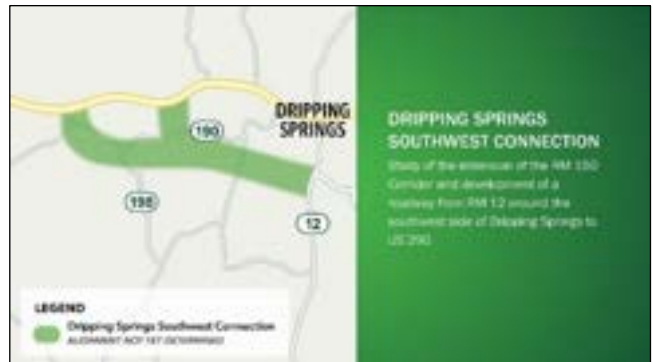 DRIPPING
SPRINGS
190
190
12
LEGEND
Dripping Springs Southwest Connection
ALIGNMENT NOT YET DETERMINED
DRIPPING SPRINGS
SOUTHWEST CONNECTION
Study of the extension of the RM 150
Corridor and development of a
roadway from RM 12 around the
southwest side of Dripping Springs to
US 290